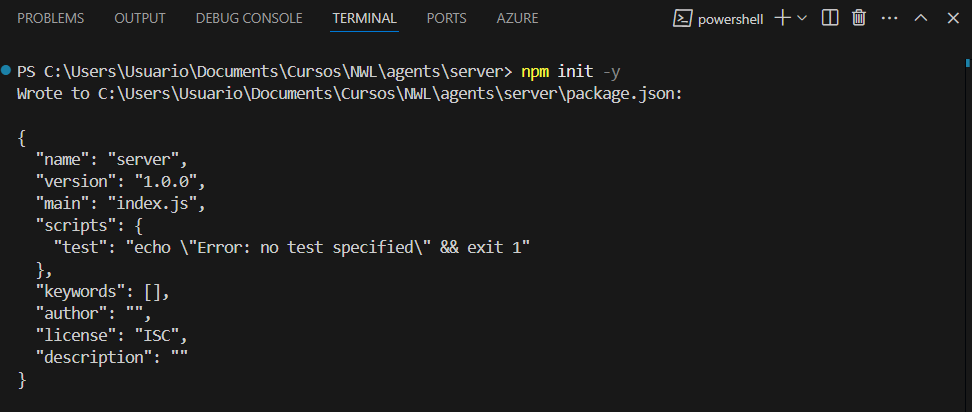 PROBLEMS OUTPUT DEBUG CONSOLE TERMINAL PORTS AZURE powershell
PS C:\Users\Usuario\Documents\Cursos\NWL\agents\server> npm init -y
Wrote to C:\Users\Usuario\Documents\Cursos\NWL\agents\server\package.json:
{
  "name": "server",
  "version": "1.0.0",
  "main": "index.js",
  "scripts": {
    "test": "echo \"Error: no test specified\" && exit 1"
  },
  "keywords": [],
  "author": "",
  "license": "ISC",
  "description": ""
}